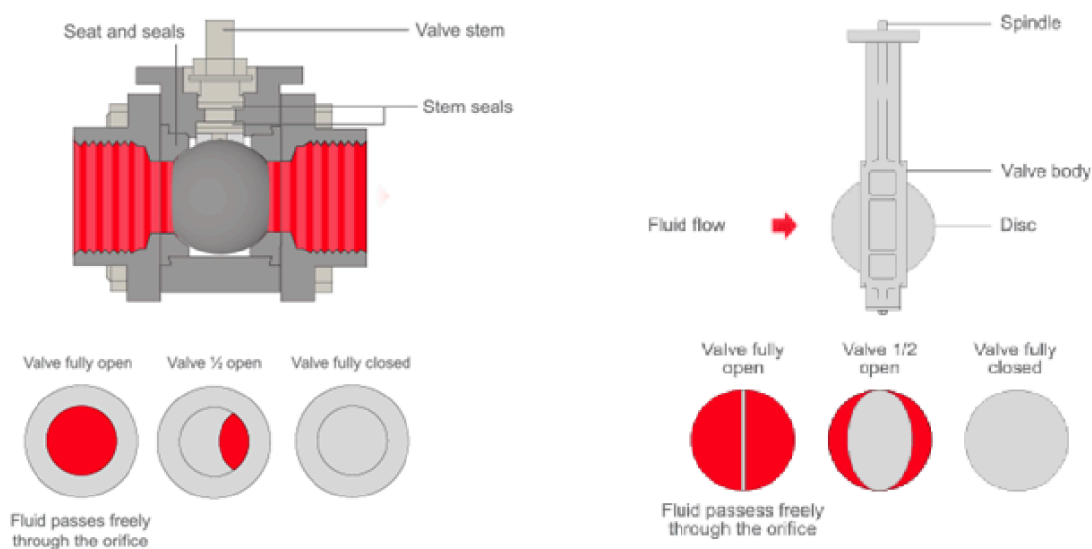 Seat and seals
Valve stem
Stem seals
Valve fully open
Valve ½ open
Valve fully closed
Fluid passes freely
through the orifice
Spindle
Valve body
Fluid flow
Disc
Valve fully
open
Valve 1/2
open
Valve fully
closed
Fluid passess freely
through the orifice